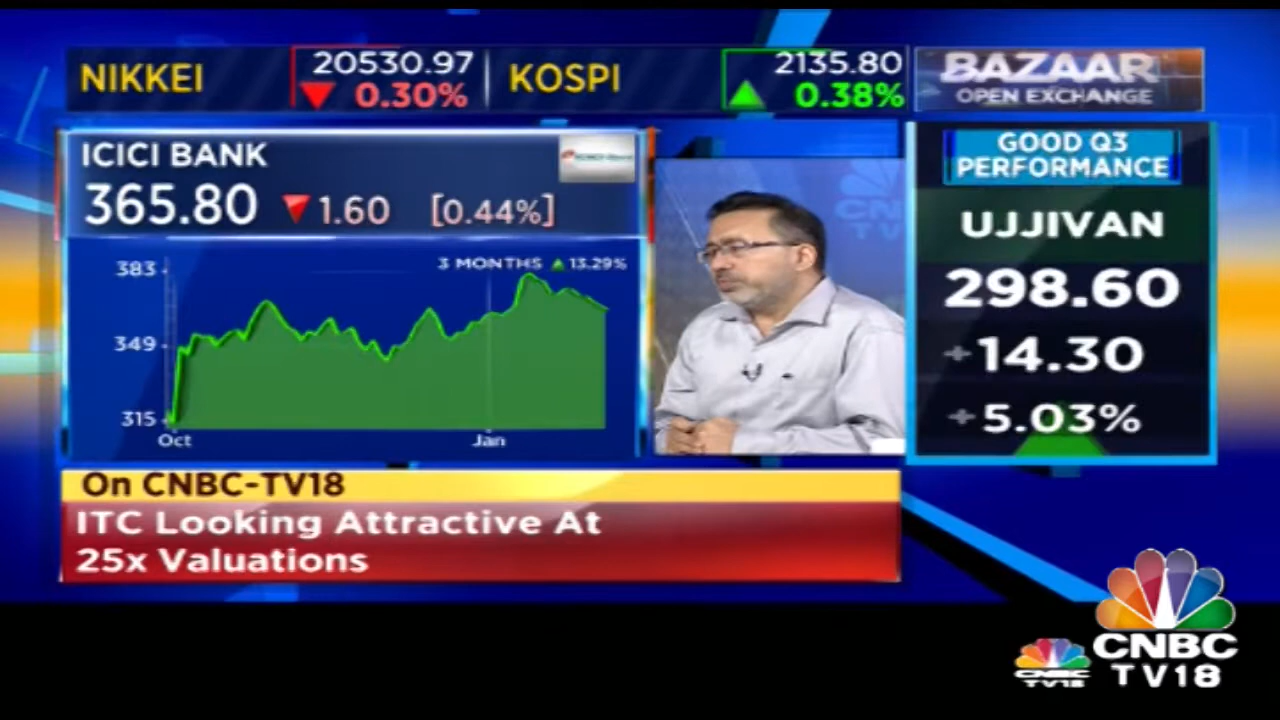 NIKKEI 20530.97 KOSPI 2135.80
0.30% 0.38%
BAZAAR
OPEN EXCHANGE
ICICI BANK
365.80 1.60 [0.44%]
3 MONTHS 13.29%
383
349
315
Oct Jan
GOOD Q3
PERFORMANCE
UJJIVAN
298.60
+14.30
+5.03%
On CNBC-TV18
ITC Looking Attractive At
25x Valuations
CNBC
TV18
CNBC
TV18